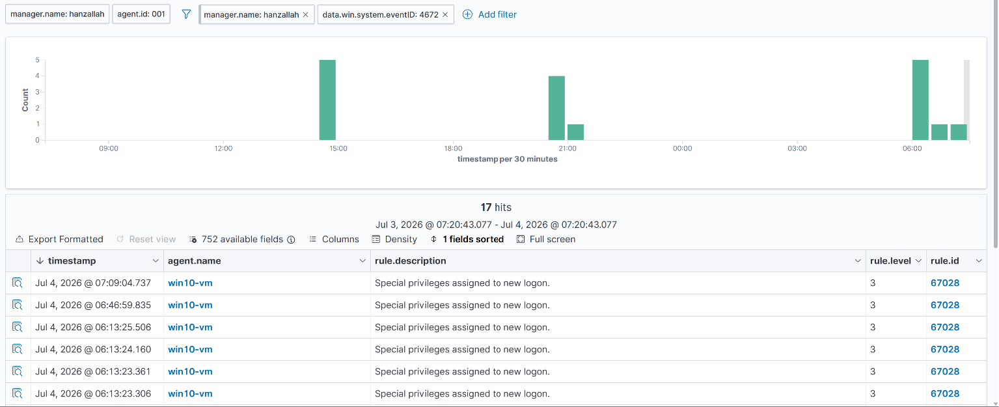 manager.name: hanzallah agent.id: 001 manager.name: hanzallah × data.win.system.eventID: 4672 × Add filter
5
4
3
2
1
0
Count
09:00 12:00 15:00 18:00 21:00 00:00 03:00 06:00
timestamp per 30 minutes
17 hits
Jul 3, 2026 @ 07:20:43.077 - Jul 4, 2026 @ 07:20:43.077
Export Formatted Reset view 752 available fields Columns Density 1 fields sorted Full screen
timestamp agent.name rule.description rule.level rule.id
Jul 4, 2026 @ 07:09:04.737 win10-vm Special privileges assigned to new logon. 3 67028
Jul 4, 2026 @ 06:46:59.835 win10-vm Special privileges assigned to new logon. 3 67028
Jul 4, 2026 @ 06:13:25.506 win10-vm Special privileges assigned to new logon. 3 67028
Jul 4, 2026 @ 06:13:24.160 win10-vm Special privileges assigned to new logon. 3 67028
Jul 4, 2026 @ 06:13:23.361 win10-vm Special privileges assigned to new logon. 3 67028
Jul 4, 2026 @ 06:13:23.306 win10-vm Special privileges assigned to new logon. 3 67028